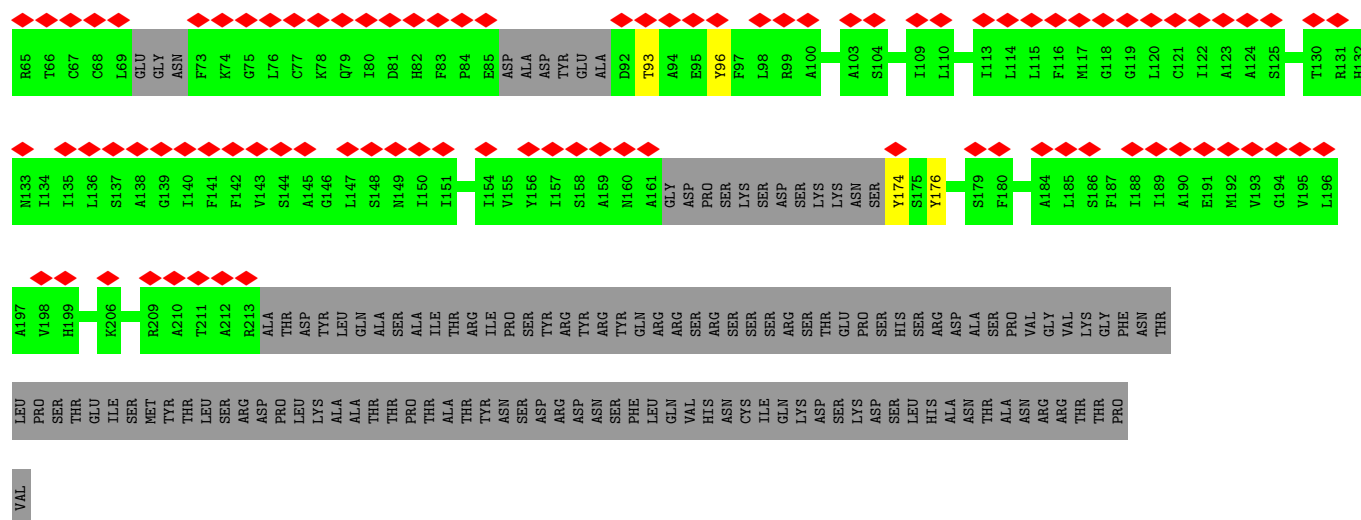 R65 T66 C67 C68 L69 GLU GLY ASN F73 K74 G75 L76 C77 K78 Q79 I80 D81 H82 F83 P84 E85 ASP ALA ASP TYR GLU ALA D92 T93 A94 E95 Y96 F97 L98 R99 A100 A103 S104 I109 L110 I113 L114 L115 F116 M117 G118 G119 L120 C121 I122 A123 A124 S125 T130 R131 H132
N133 I134 I135 L136 S137 A138 G139 I140 F141 F142 V143 S144 A145 G146 L147 S148 N149 I150 I151 I154 V155 Y156 I157 S158 A159 N160 A161 GLY ASP PRO SER LYS SER ASP SER LYS LYS ASN SER Y174 S175 Y176 S179 F180 A184 L185 S186 F187 I188 I189 A190 E191 M192 V193 G194 V195 L196
A197 V198 H199 K206 R209 A210 T211 A212 R213 ALA THR ASP TYR LEU GLN ALA SER ALA ILE THR ARG ILE PRO SER TYR ARG TYR ARG TYR GLN ARG ARG SER ARG SER SER SER ARG SER THR GLU PRO SER HIS SER ARG ASP ALA SER PRO VAL GLY VAL LYS GLY PHE ASN THR
LEU PRO SER THR GLU ILE SER MET TYR THR LEU SER ARG ASP PRO LEU LYS ALA ALA THR THR PRO THR ALA THR TYR ASN SER ASP ARG ASP ASN SER PHE LEU GLN VAL HIS ASN CYS ILE GLN LYS ASP SER LYS ASP SER LEU HIS ALA ASN THR ALA ASN ARG ARG THR THR PRO
VAL